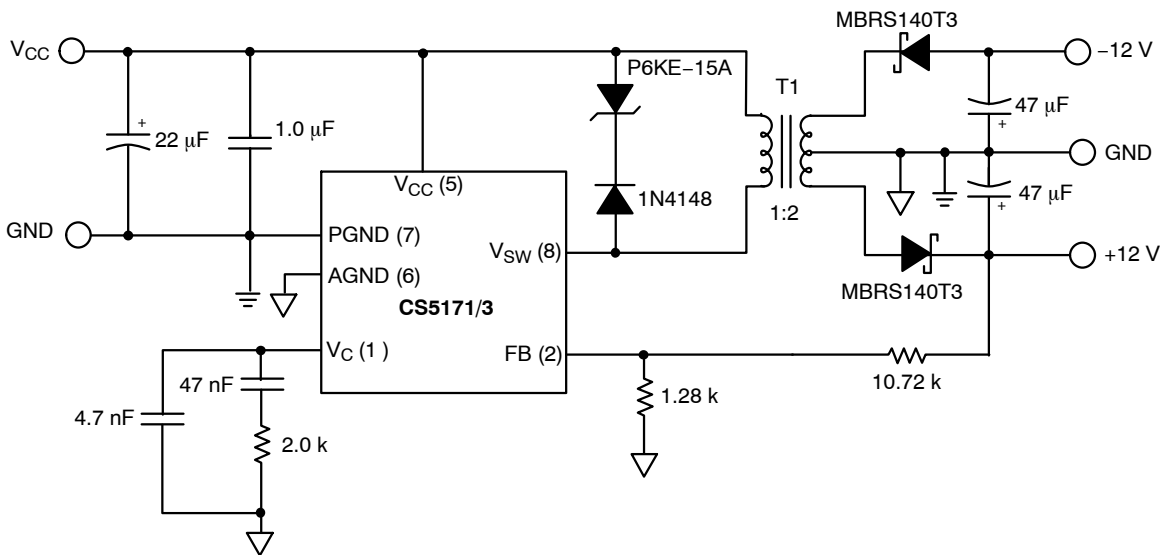 MBRS140T3
V_CC
−12 V
P6KE−15A
T1
+
22 µF
1.0 µF
47 µF
+
GND
V_CC (5)
47 µF
+
1N4148
1:2
GND
PGND (7)
V_SW (8)
+12 V
AGND (6)
MBRS140T3
CS5171/3
V_C (1 )
FB (2)
47 nF
10.72 k
4.7 nF
1.28 k
2.0 k